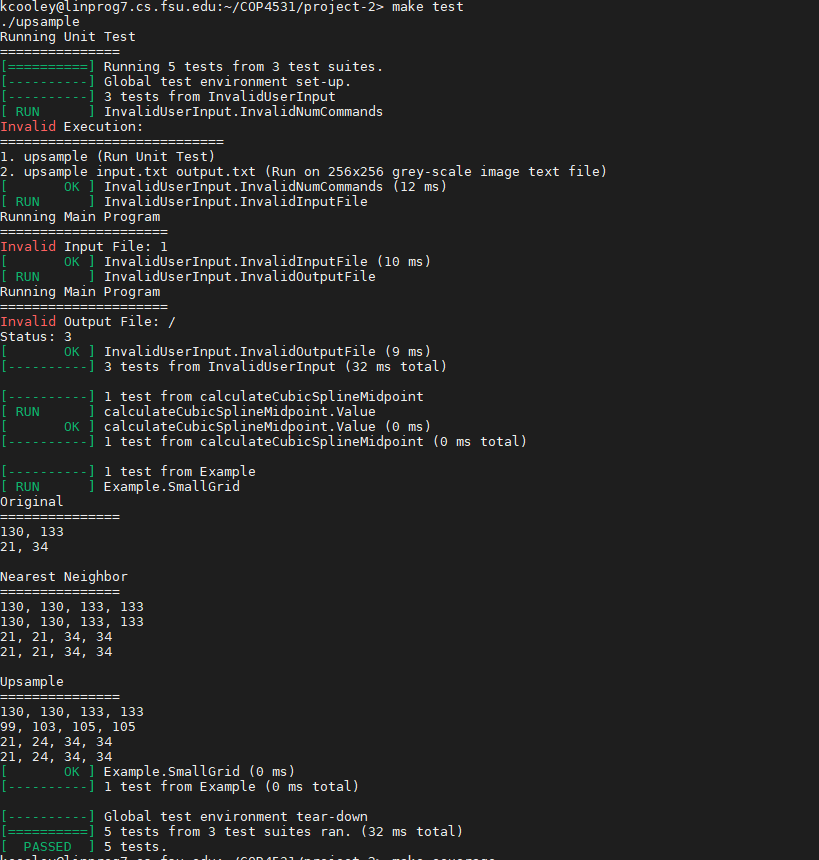 kcooley@linprog7.cs.fsu.edu:~/COP4531/project-2> make test
./upsample
Running Unit Test
===============
[==========] Running 5 tests from 3 test suites.
[----------] Global test environment set-up.
[----------] 3 tests from InvalidUserInput
[ RUN      ] InvalidUserInput.InvalidNumCommands
Invalid Execution:
============================
1. upsample (Run Unit Test)
2. upsample input.txt output.txt (Run on 256x256 grey-scale image text file)
[       OK ] InvalidUserInput.InvalidNumCommands (12 ms)
[ RUN      ] InvalidUserInput.InvalidInputFile
Running Main Program
=====================
Invalid Input File: 1
[       OK ] InvalidUserInput.InvalidInputFile (10 ms)
[ RUN      ] InvalidUserInput.InvalidOutputFile
Running Main Program
=====================
Invalid Output File: /
Status: 3
[       OK ] InvalidUserInput.InvalidOutputFile (9 ms)
[----------] 3 tests from InvalidUserInput (32 ms total)

[----------] 1 test from calculateCubicSplineMidpoint
[ RUN      ] calculateCubicSplineMidpoint.Value
[       OK ] calculateCubicSplineMidpoint.Value (0 ms)
[----------] 1 test from calculateCubicSplineMidpoint (0 ms total)

[----------] 1 test from Example
[ RUN      ] Example.SmallGrid
Original
===============
130, 133
21, 34

Nearest Neighbor
===============
130, 130, 133, 133
130, 130, 133, 133
21, 21, 34, 34
21, 21, 34, 34

Upsample
===============
130, 130, 133, 133
99, 103, 105, 105
21, 24, 34, 34
21, 24, 34, 34
[       OK ] Example.SmallGrid (0 ms)
[----------] 1 test from Example (0 ms total)

[----------] Global test environment tear-down
[==========] 5 tests from 3 test suites ran. (32 ms total)
[  PASSED  ] 5 tests.
kcooley@linprog7.cs.fsu.edu:~/COP4531/project-2> make coverage